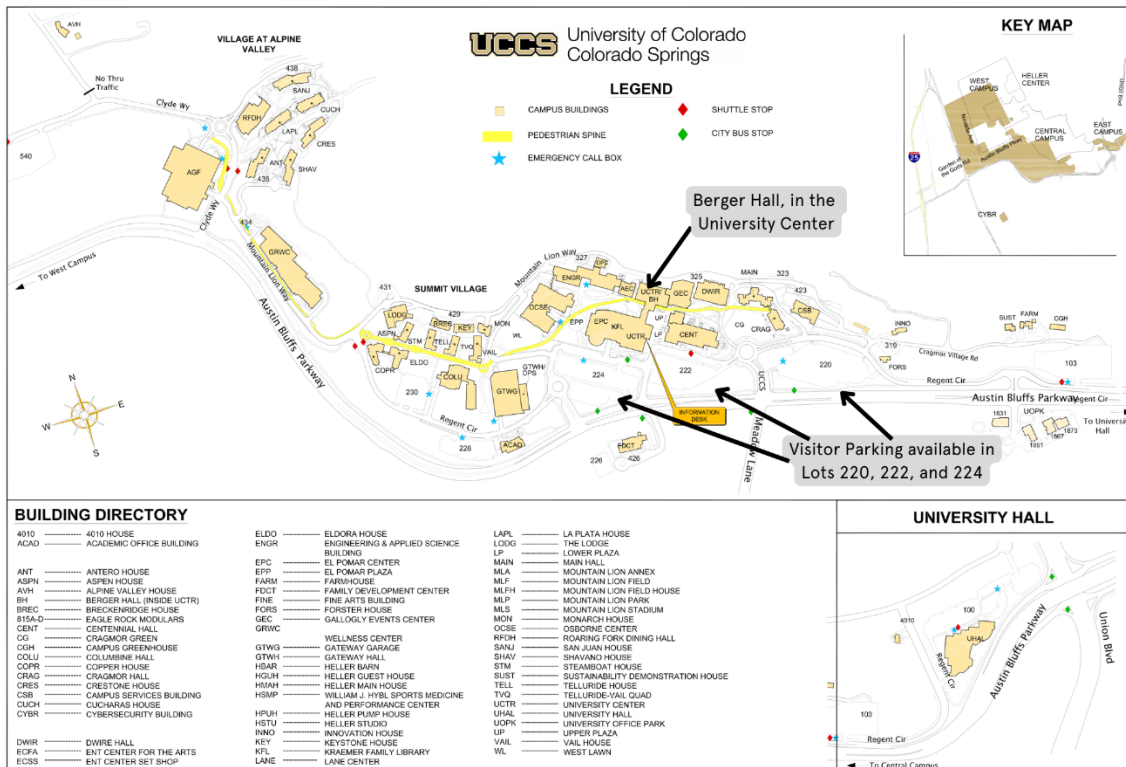 UCCS University of Colorado
Colorado Springs
LEGEND
CAMPUS BUILDINGS
PEDESTRIAN SPINE
EMERGENCY CALL BOX
SHUTTLE STOP
CITY BUS STOP
KEY MAP
WEST CAMPUS
HELLER CENTER
CENTRAL CAMPUS
EAST CAMPUS
Union Blvd
Nevada Ave
Austin Bluffs Pkwy
Garden of the Gods Rd
25
CYBR
AVH
VILLAGE AT ALPINE
VALLEY
No Thru
Traffic
Clyde Wy
438
SANJ
CUCH
RFDH
LAPL
CRES
ANT
SHAV
435
540
AGF
Clyde Wy
434
GRWC
Mountain Lion Way
To West Campus
Austin Bluffs Parkway
SUMMIT VILLAGE
431
LODG
429
BREC
KEY
MON
ASPN
STM
TELL
TVQ
VAIL
ELDO
COPR
COLU
GTWG
GTWH/
DPS
WL
230
Regent Cir
228
ACAD
Mountain Lion Way
327
DPS
ENGR
OCSE
EPP
AEC
UCTR/
BH
EPC
KFL
UCTR
UP
LP
GEC
325
DWIR
CENT
MAIN
323
423
CSB
CG
CRAG
224
222
220
UCCS
INFORMATION
DESK
226
FDCT
426
Meadow Lane
INNO
319
Cragmor Village Rd
FORS
SUST
FARM
CGH
103
Regent Cir
Austin Bluffs Parkway
Regent Cir
1831
UOPK
1861
1867
1873
To University
Hall
Berger Hall, in the
University Center
Visitor Parking available in
Lots 220, 222, and 224
N
E
S
W
BUILDING DIRECTORY
4010 ---------- 4010 HOUSE
ACAD ---------- ACADEMIC OFFICE BUILDING
ANT ---------- ANTERO HOUSE
ASPN ---------- ASPEN HOUSE
AVH ---------- ALPINE VALLEY HOUSE
BH ---------- BERGER HALL (INSIDE UCTR)
BREC ---------- BRECKENRIDGE HOUSE
815A-D ---------- EAGLE ROCK MODULARS
CENT ---------- CENTENNIAL HALL
CG ---------- CRAGMOR GREEN
CGH ---------- CAMPUS GREENHOUSE
COLU ---------- COLUMBINE HALL
COPR ---------- COPPER HOUSE
CRAG ---------- CRAGMOR HALL
CRES ---------- CRESTONE HOUSE
CSB ---------- CAMPUS SERVICES BUILDING
CUCH ---------- CUCHARAS HOUSE
CYBR ---------- CYBERSECURITY BUILDING
DWIR ---------- DWIRE HALL
ECFA ---------- ENT CENTER FOR THE ARTS
ECSS ---------- ENT CENTER SET SHOP
ELDO ---------- ELDORA HOUSE
ENGR ---------- ENGINEERING & APPLIED SCIENCE
BUILDING
EPC ---------- EL POMAR CENTER
EPP ---------- EL POMAR PLAZA
FARM ---------- FARMHOUSE
FDCT ---------- FAMILY DEVELOPMENT CENTER
FINE ---------- FINE ARTS BUILDING
FORS ---------- FORSTER HOUSE
GEC ---------- GALLOGLY EVENTS CENTER
GRWC
WELLNESS CENTER
GTWG ---------- GATEWAY GARAGE
GTWH ---------- GATEWAY HALL
HBAR ---------- HELLER BARN
HGUH ---------- HELLER GUEST HOUSE
HMAH ---------- HELLER MAIN HOUSE
HSMP ---------- WILLIAM J. HYBL SPORTS MEDICINE
AND PERFORMANCE CENTER
HPUH ---------- HELLER PUMP HOUSE
HSTU ---------- HELLER STUDIO
INNO ---------- INNOVATION HOUSE
KEY ---------- KEYSTONE HOUSE
KFL ---------- KRAEMER FAMILY LIBRARY
LANE ---------- LANE CENTER
LAPL ---------- LA PLATA HOUSE
LODG ---------- THE LODGE
LP ---------- LOWER PLAZA
MAIN ---------- MAIN HALL
MLA ---------- MOUNTAIN LION ANNEX
MLF ---------- MOUNTAIN LION FIELD
MLFH ---------- MOUNTAIN LION FIELD HOUSE
MLP ---------- MOUNTAIN LION PARK
MLS ---------- MOUNTAIN LION STADIUM
MON ---------- MONARCH HOUSE
OCSE ---------- OSBORNE CENTER
RFDH ---------- ROARING FORK DINING HALL
SANJ ---------- SAN JUAN HOUSE
SHAV ---------- SHAVANO HOUSE
STM ---------- STEAMBOAT HOUSE
SUST ---------- SUSTAINABILITY DEMONSTRATION HOUSE
TELL ---------- TELLURIDE HOUSE
TVQ ---------- TELLURIDE-VAIL QUAD
UCTR ---------- UNIVERSITY CENTER
UHAL ---------- UNIVERSITY HALL
UOPK ---------- UNIVERSITY OFFICE PARK
UP ---------- UPPER PLAZA
VAIL ---------- VAIL HOUSE
WL ---------- WEST LAWN
UNIVERSITY HALL
4010
100
UHAL
Regent Cir
Austin Bluffs Parkway
Union Blvd
103
Regent Cir
To Central Campus